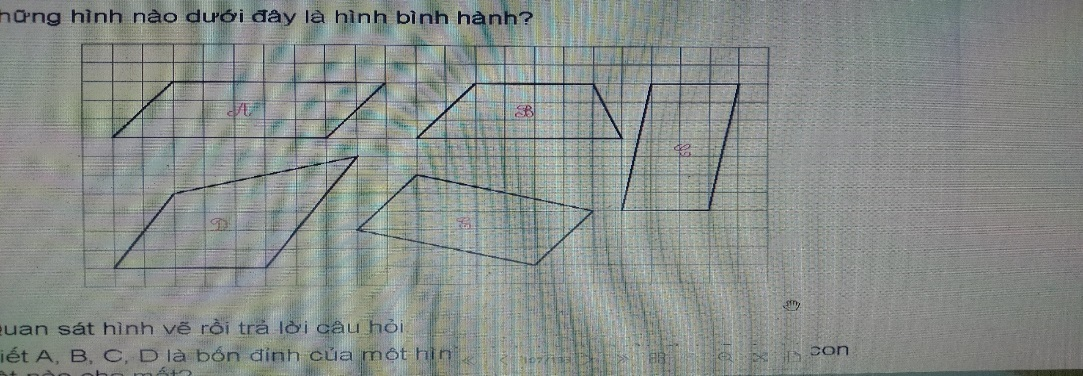 hững hình nào dưới đây là hình bình hành?
A
B
C
D
E
quan sát hình vẽ rồi trả lời câu hỏi
iết A, B, C, D là bốn đỉnh của một hìn
con